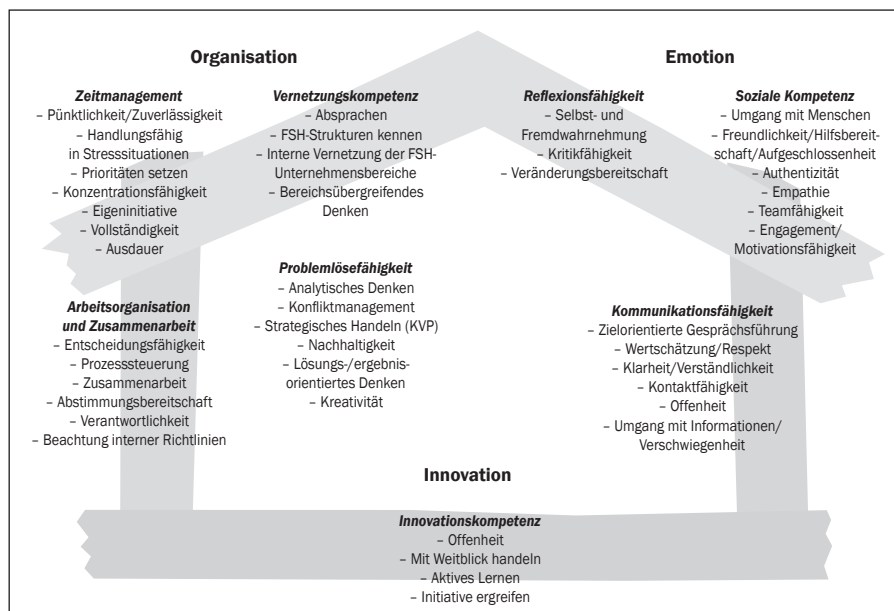 Organisation
Zeitmanagement
– Pünktlichkeit/Zuverlässigkeit
– Handlungsfähig
in Stresssituationen
– Prioritäten setzen
– Konzentrationsfähigkeit
– Eigeninitiative
– Vollständigkeit
– Ausdauer
Vernetzungskompetenz
– Absprachen
– FSH-Strukturen kennen
– Interne Vernetzung der FSH-
Unternehmensbereiche
– Bereichsübergreifendes
Denken
Arbeitsorganisation
und Zusammenarbeit
– Entscheidungsfähigkeit
– Prozesssteuerung
– Zusammenarbeit
– Abstimmungsbereitschaft
– Verantwortlichkeit
– Beachtung interner Richtlinien
Problemlösefähigkeit
– Analytisches Denken
– Konfliktmanagement
– Strategisches Handeln (KVP)
– Nachhaltigkeit
– Lösungs-/ergebnis-
orientiertes Denken
– Kreativität
Emotion
Reflexionsfähigkeit
– Selbst- und
Fremdwahrnehmung
– Kritikfähigkeit
– Veränderungsbereitschaft
Soziale Kompetenz
– Umgang mit Menschen
– Freundlichkeit/Hilfsbereit-
schaft/Aufgeschlossenheit
– Authentizität
– Empathie
– Teamfähigkeit
– Engagement/
Motivationsfähigkeit
Kommunikationsfähigkeit
– Zielorientierte Gesprächsführung
– Wertschätzung/Respekt
– Klarheit/Verständlichkeit
– Kontaktfähigkeit
– Offenheit
– Umgang mit Informationen/
Verschwiegenheit
Innovation
Innovationskompetenz
– Offenheit
– Mit Weitblick handeln
– Aktives Lernen
– Initiative ergreifen